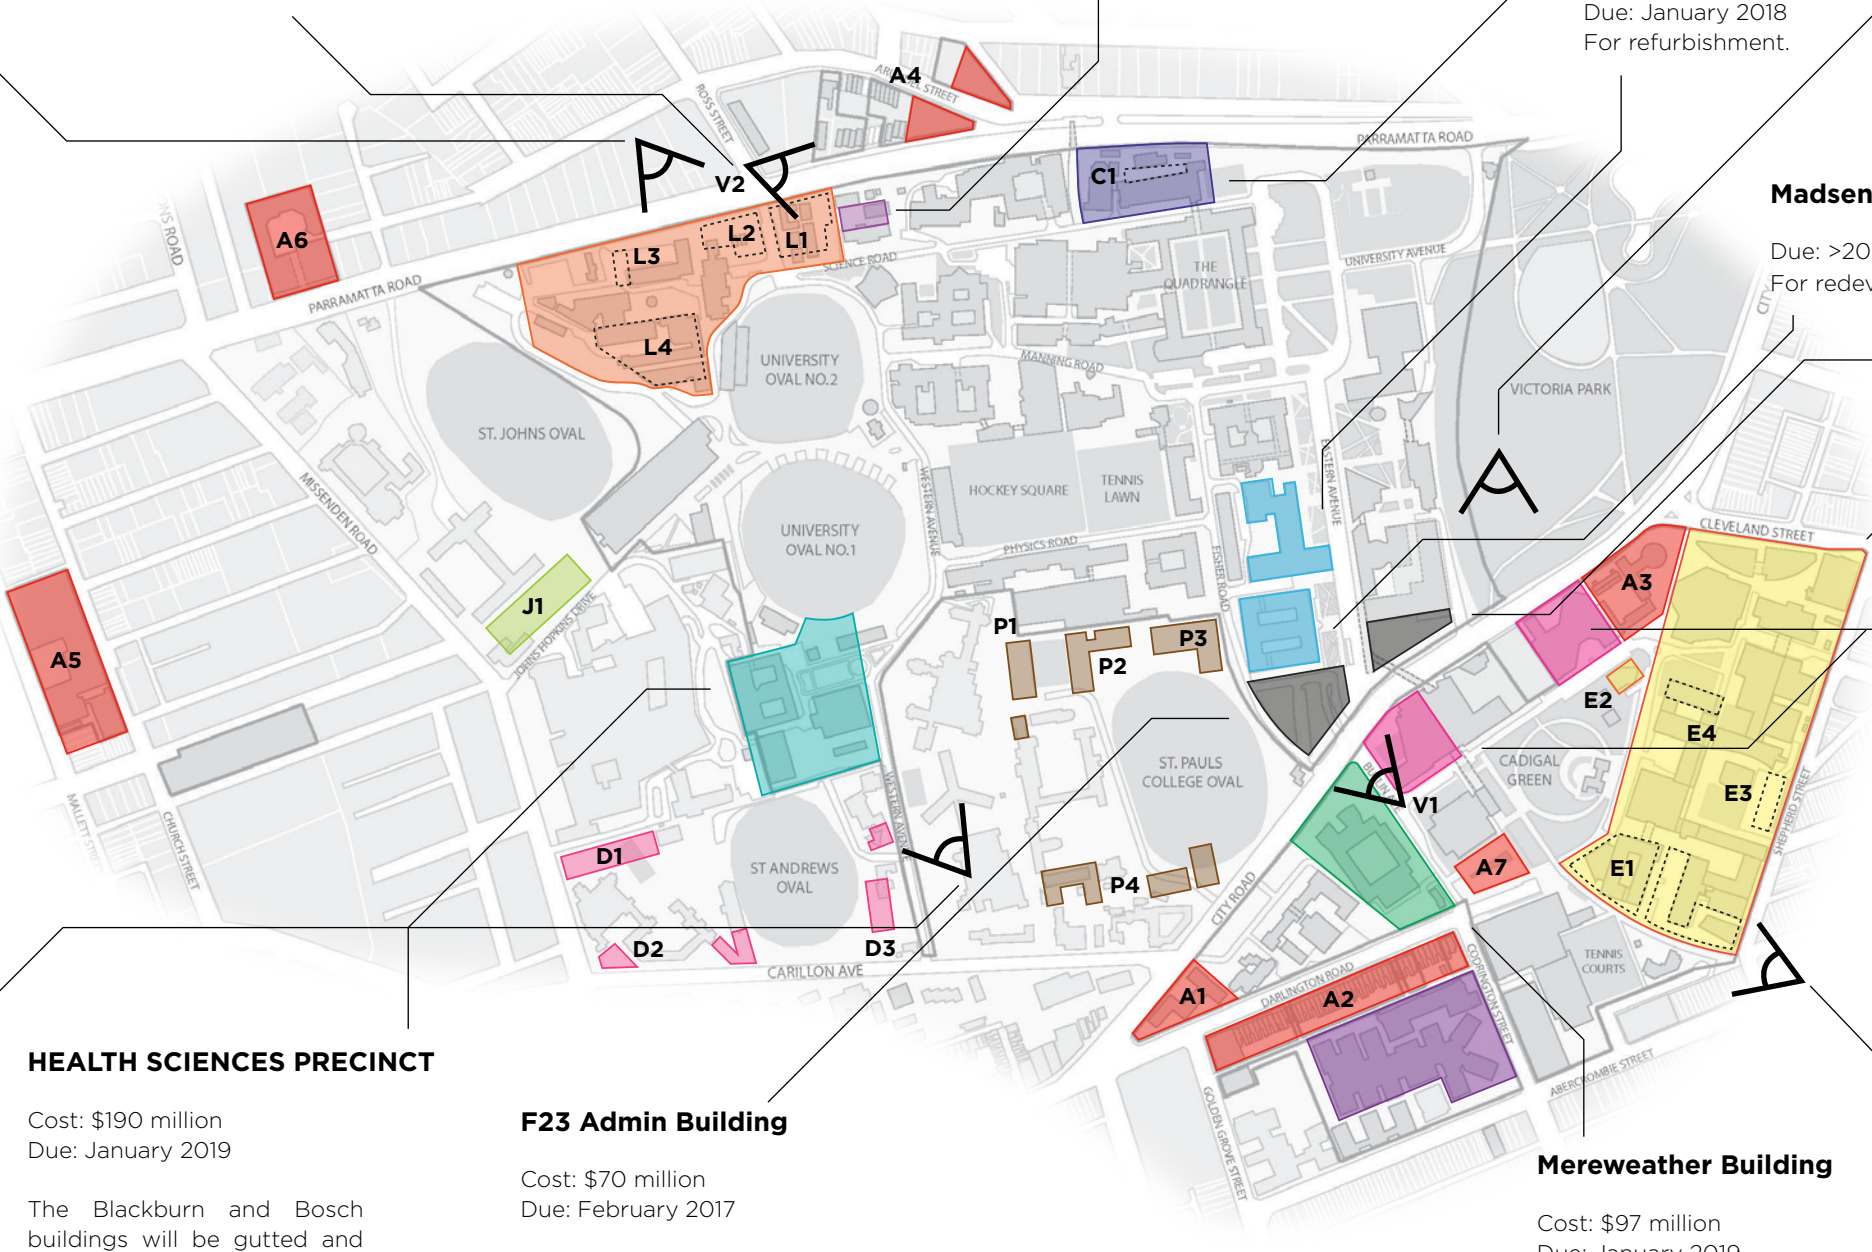 Due: January 2018
For refurbishment.
A4
ROSS STREET
PARRAMATTA ROAD
V2
C1
Madsen
A6
L2
L1
L3
SCIENCE ROAD
THE
QUADRANGLE
UNIVERSITY AVENUE
Due: >20
For redev
PARRAMATTA ROAD
L4
UNIVERSITY
OVAL NO.2
MANNING ROAD
VICTORIA PARK
ST. JOHNS OVAL
MISSENDEN ROAD
WESTERN AVENUE
HOCKEY SQUARE
TENNIS
LAWN
EASTERN AVENUE
UNIVERSITY
OVAL NO.1
PHYSICS ROAD
FISHER ROAD
CLEVELAND STREET
A3
J1
JOHNS HOPKINS DRIVE
P1
P2
P3
A5
E2
E4
ST. PAULS
COLLEGE OVAL
CADIGAL
GREEN
E3
V1
SHEPHERD STREET
MALLETT STREET
CHURCH STREET
WESTERN AVENUE
D1
ST ANDREWS
OVAL
P4
CITY ROAD
A7
E1
D2
D3
CARILLON AVE
TENNIS
COURTS
A1
DARLINGTON ROAD
A2
CODRINGTON STREET
ABERCROMBIE STREET
GOLDEN GROVE STREET
HEALTH SCIENCES PRECINCT
Cost: $190 million
Due: January 2019
The Blackburn and Bosch
buildings will be gutted and
F23 Admin Building
Cost: $70 million
Due: February 2017
Mereweather Building
Cost: $97 million
Due: January 2019